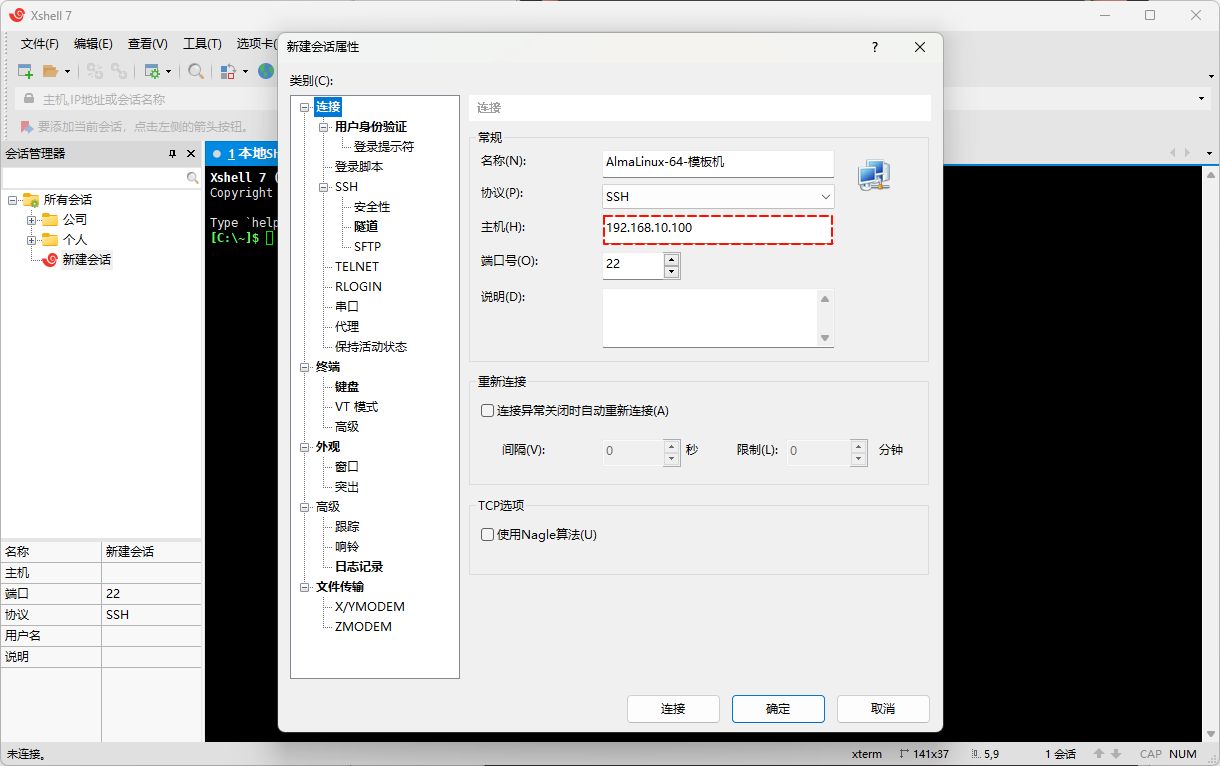 Xshell 7
文件(F) 编辑(E) 查看(V) 工具(T) 选项卡(
主机,IP地址或会话名称
要添加当前会话，点击左侧的箭头按钮。
会话管理器
所有会话
公司
个人
新建会话
名称 新建会话
主机
端口 22
协议 SSH
用户名
说明
1 本地Sh
Xshell 7 (
Copyright
Type `help
[C:\~]$
新建会话属性
?
类别(C):
连接
用户身份验证
登录提示符
登录脚本
SSH
安全性
隧道
SFTP
TELNET
RLOGIN
串口
代理
保持活动状态
终端
键盘
VT 模式
高级
外观
窗口
突出
高级
跟踪
响铃
日志记录
文件传输
X/YMODEM
ZMODEM
连接
常规
名称(N): AlmaLinux-64-模板机
协议(P): SSH
主机(H): 192.168.10.100
端口号(O): 22
说明(D):
重新连接
连接异常关闭时自动重新连接(A)
间隔(V): 0 秒 限制(L): 0 分钟
TCP选项
使用Nagle算法(U)
连接 确定 取消
未连接。 xterm 141x37 5,9 1 会话 CAP NUM